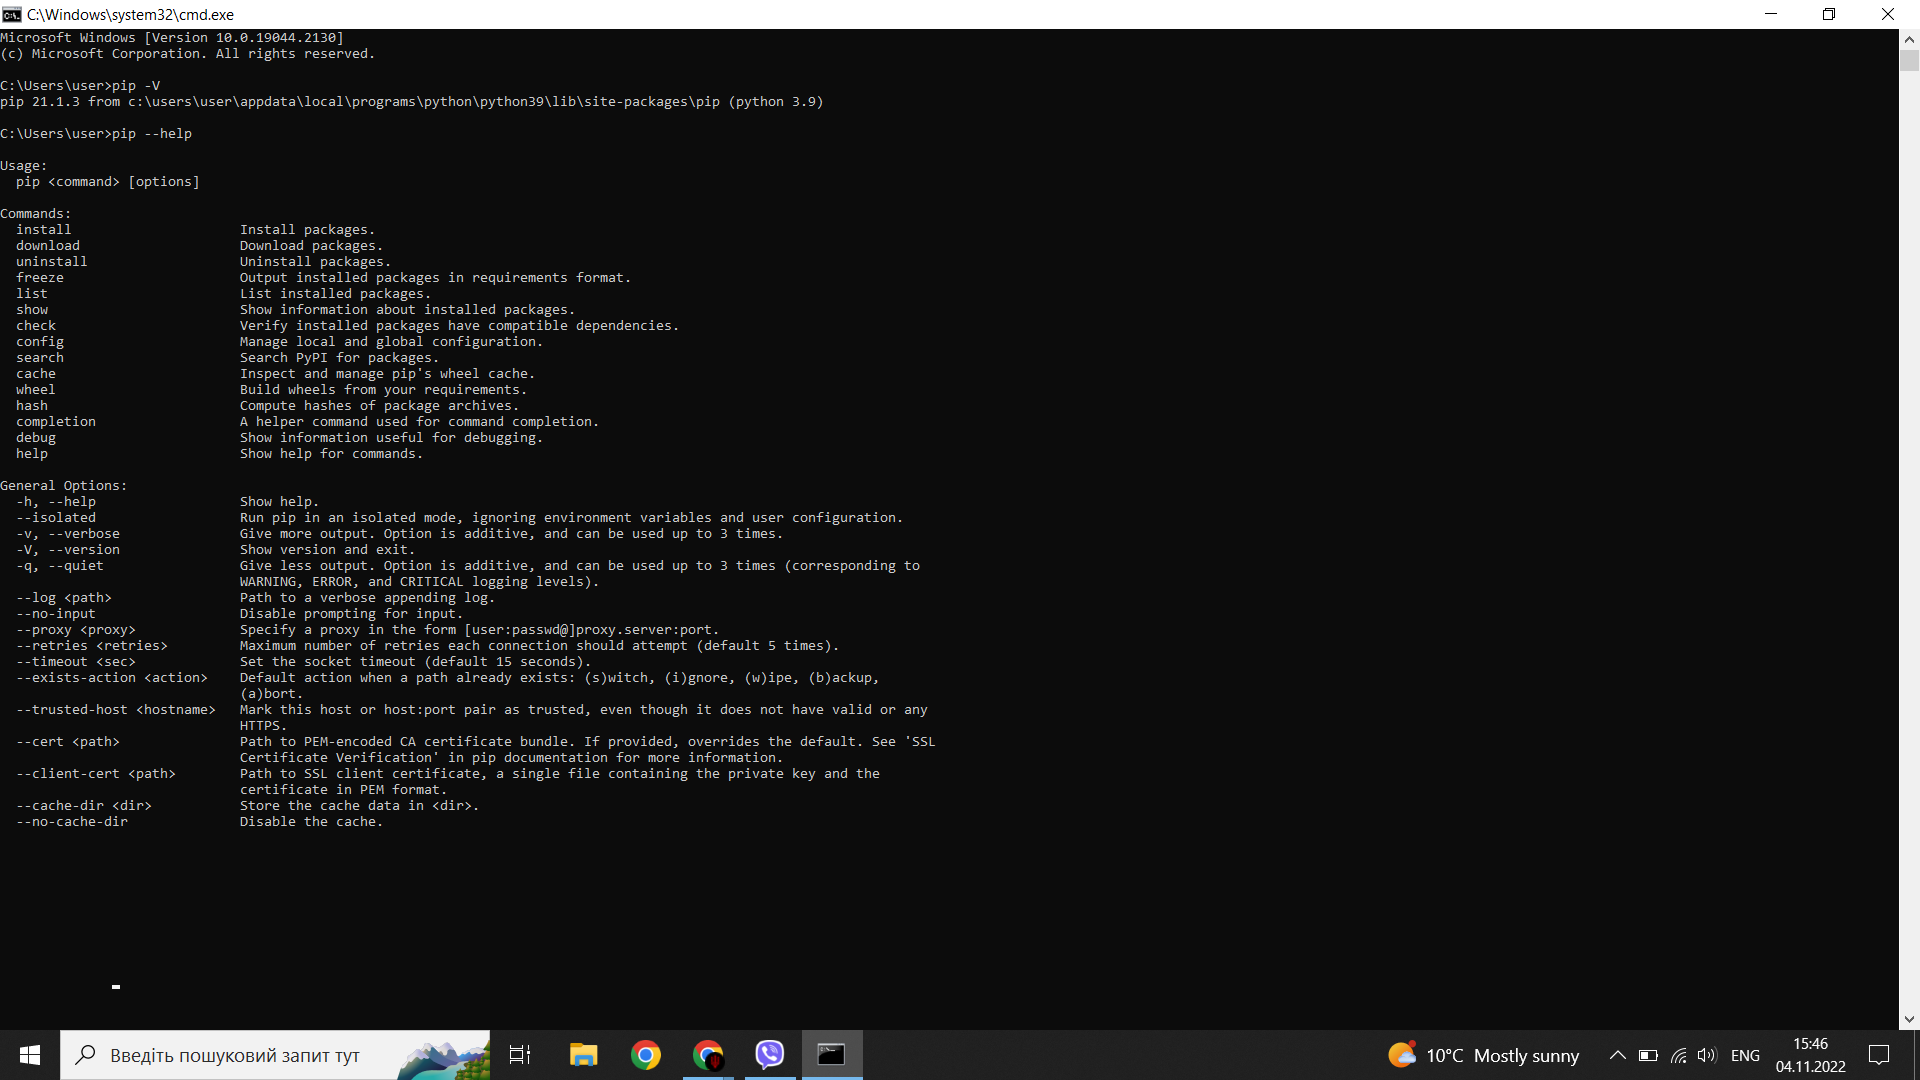 C:\Windows\system32\cmd.exe
Microsoft Windows [Version 10.0.19044.2130]
(c) Microsoft Corporation. All rights reserved.
C:\Users\user>pip -V
pip 21.1.3 from c:\users\user\appdata\local\programs\python\python39\lib\site-packages\pip (python 3.9)
C:\Users\user>pip --help
Usage:
pip <command> [options]
Commands:
install Install packages.
download Download packages.
uninstall Uninstall packages.
freeze Output installed packages in requirements format.
list List installed packages.
show Show information about installed packages.
check Verify installed packages have compatible dependencies.
config Manage local and global configuration.
search Search PyPI for packages.
cache Inspect and manage pip's wheel cache.
wheel Build wheels from your requirements.
hash Compute hashes of package archives.
completion A helper command used for command completion.
debug Show information useful for debugging.
help Show help for commands.
General Options:
-h, --help Show help.
--isolated Run pip in an isolated mode, ignoring environment variables and user configuration.
-v, --verbose Give more output. Option is additive, and can be used up to 3 times.
-V, --version Show version and exit.
-q, --quiet Give less output. Option is additive, and can be used up to 3 times (corresponding to
WARNING, ERROR, and CRITICAL logging levels).
--log <path> Path to a verbose appending log.
--no-input Disable prompting for input.
--proxy <proxy> Specify a proxy in the form [user:passwd@]proxy.server:port.
--retries <retries> Maximum number of retries each connection should attempt (default 5 times).
--timeout <sec> Set the socket timeout (default 15 seconds).
--exists-action <action> Default action when a path already exists: (s)witch, (i)gnore, (w)ipe, (b)ackup,
(a)bort.
--trusted-host <hostname> Mark this host or host:port pair as trusted, even though it does not have valid or any
HTTPS.
--cert <path> Path to PEM-encoded CA certificate bundle. If provided, overrides the default. See 'SSL
Certificate Verification' in pip documentation for more information.
--client-cert <path> Path to SSL client certificate, a single file containing the private key and the
certificate in PEM format.
--cache-dir <dir> Store the cache data in <dir>.
--no-cache-dir Disable the cache.
Введіть пошуковий запит тут
10°C Mostly sunny
ENG
15:46
04.11.2022